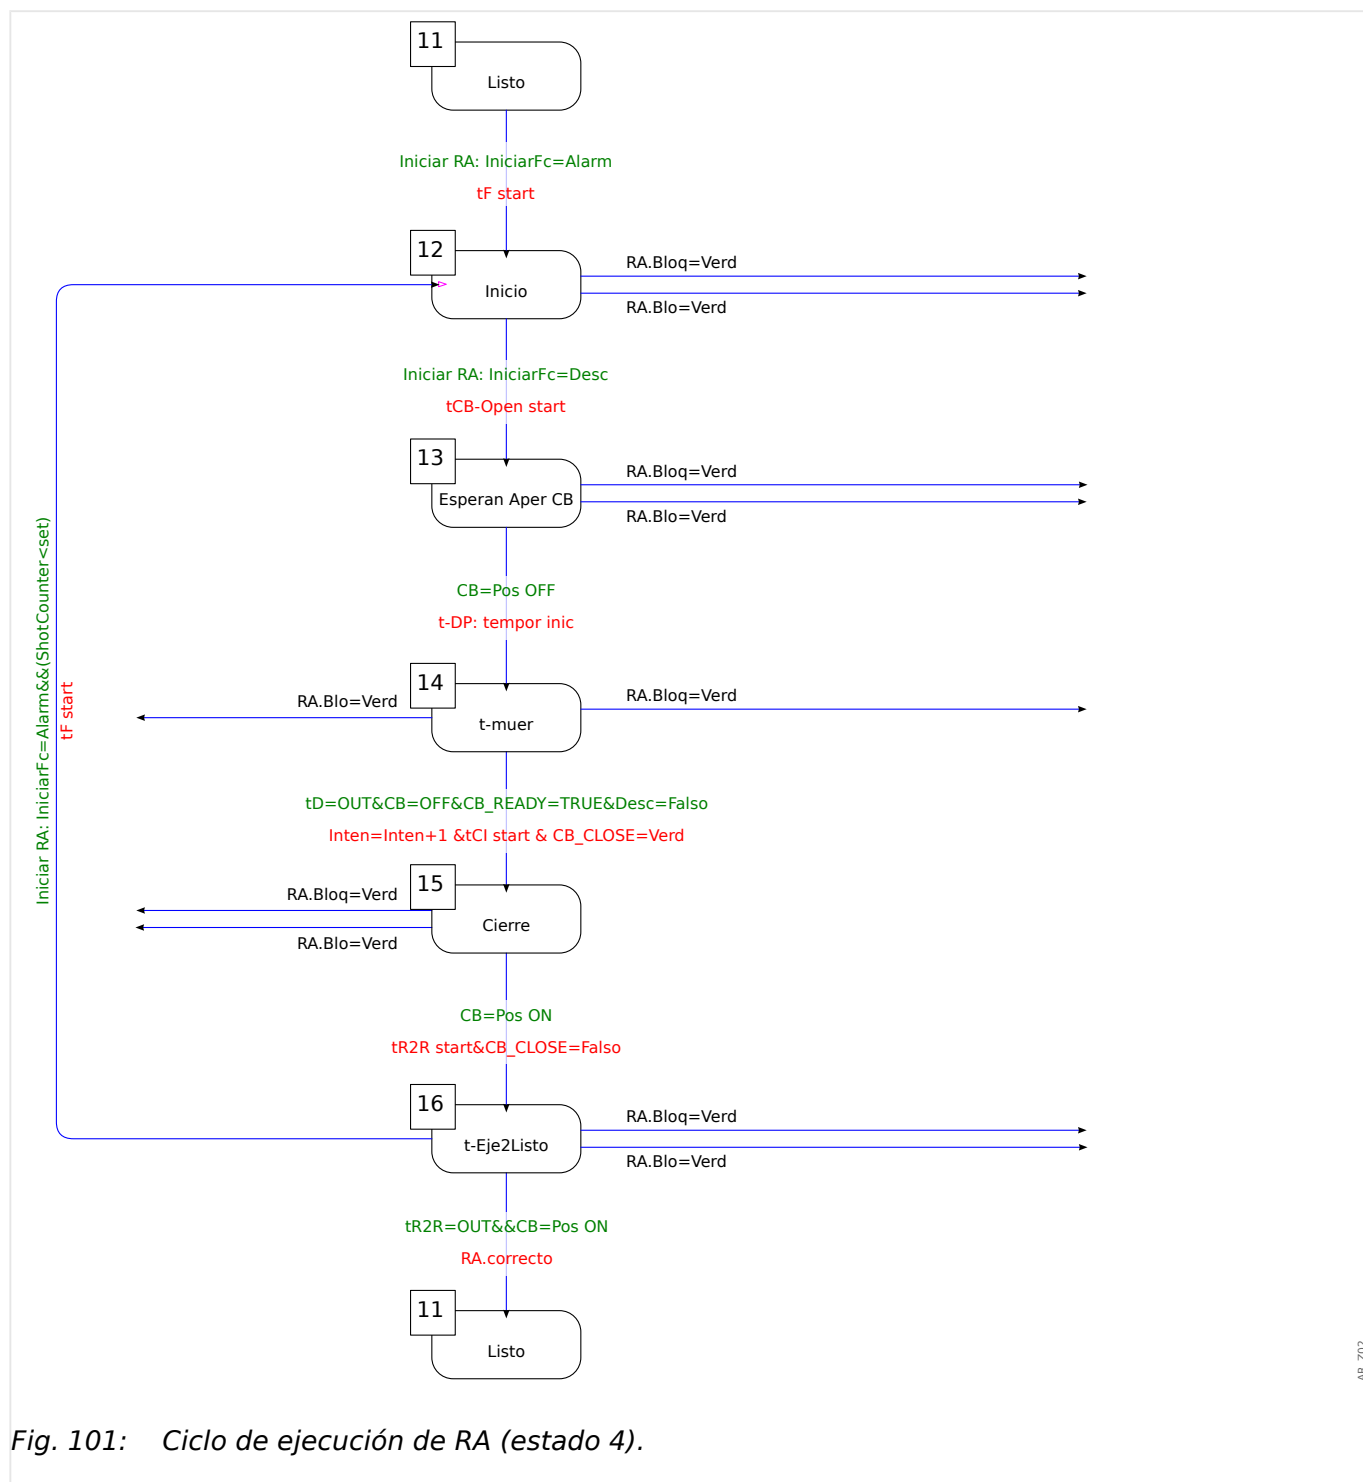 11
Listo
Iniciar RA: IniciarFc=Alarm
tF start
12
Inicio
RA.Bloq=Verd
RA.Blo=Verd
Iniciar RA: IniciarFc=Desc
tCB-Open start
13
Esperan Aper CB
RA.Bloq=Verd
RA.Blo=Verd
CB=Pos OFF
t-DP: tempor inic
Iniciar RA: IniciarFc=Alarm&&(ShotCounter<set)
tF start
14
t-muer
RA.Blo=Verd
RA.Bloq=Verd
tD=OUT&CB=OFF&CB_READY=TRUE&Desc=Falso
Inten=Inten+1 &tCI start & CB_CLOSE=Verd
15
Cierre
RA.Bloq=Verd
RA.Blo=Verd
CB=Pos ON
tR2R start&CB_CLOSE=Falso
16
t-Eje2Listo
RA.Bloq=Verd
RA.Blo=Verd
tR2R=OUT&&CB=Pos ON
RA.correcto
11
Listo
Fig. 101: Ciclo de ejecución de RA (estado 4).